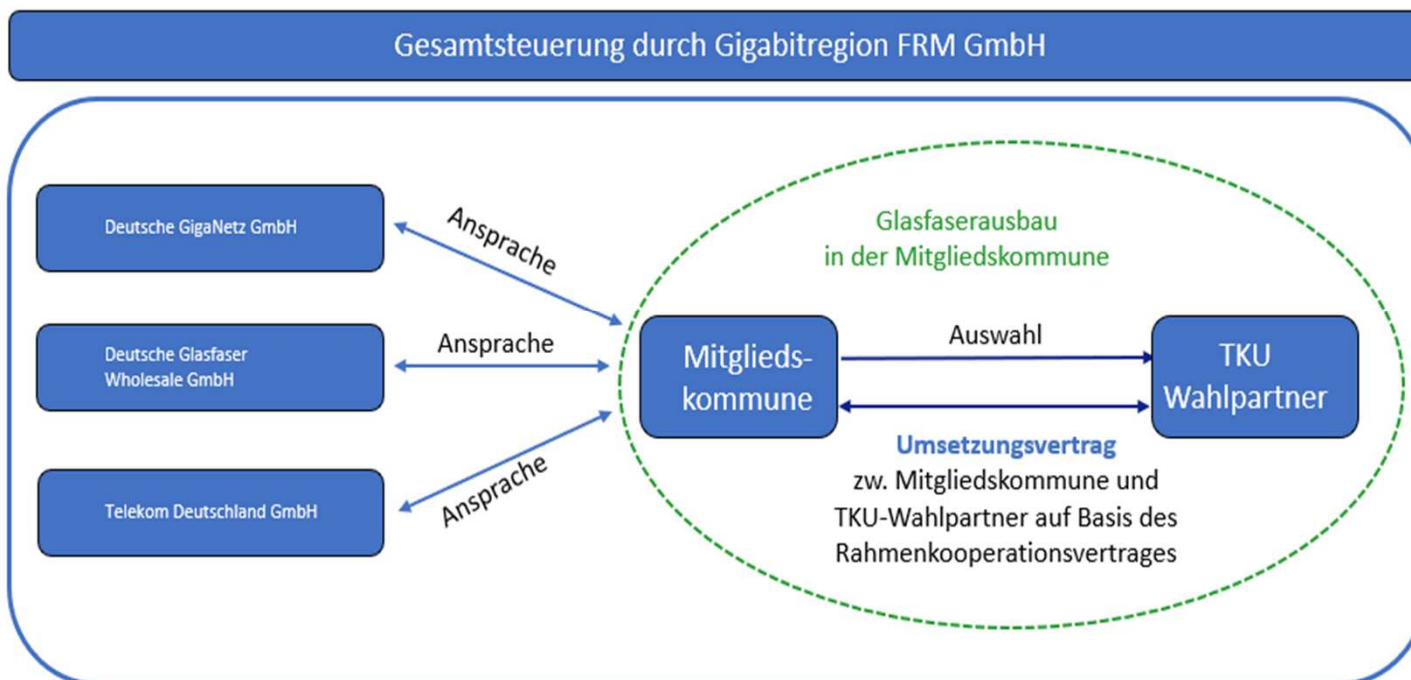 Gesamtsteuerung durch Gigabitregion FRM GmbH
Deutsche GigaNetz GmbH
Ansprache
Deutsche Glasfaser
Wholesale GmbH
Ansprache
Telekom Deutschland GmbH
Ansprache
Glasfaserausbau
in der Mitgliedskommune
Mitglieds-
kommune
Auswahl
TKU
Wahlpartner
Umsetzungsvertrag
zw. Mitgliedskommune und
TKU-Wahlpartner auf Basis des
Rahmenkooperationsvertrages